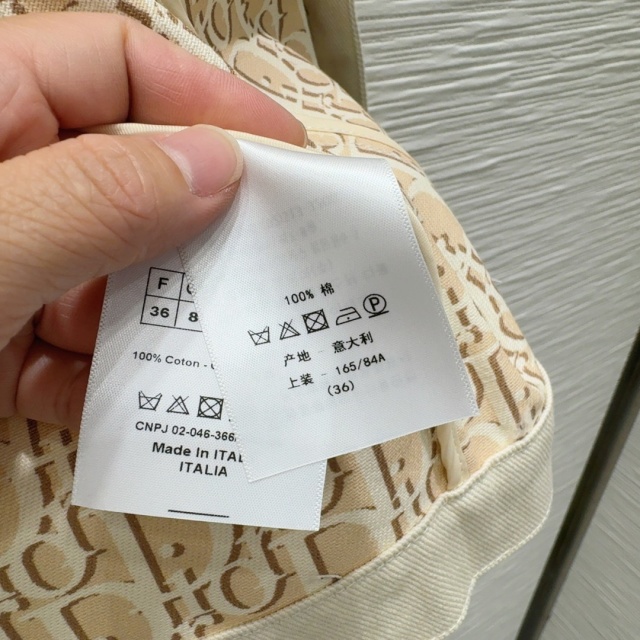 F
36 8
100% Coton -
CNPJ 02-046-366
Made in ITAL
ITALIA
100% 棉
P
产地 - 意大利
上装 - 165/84A
(36)